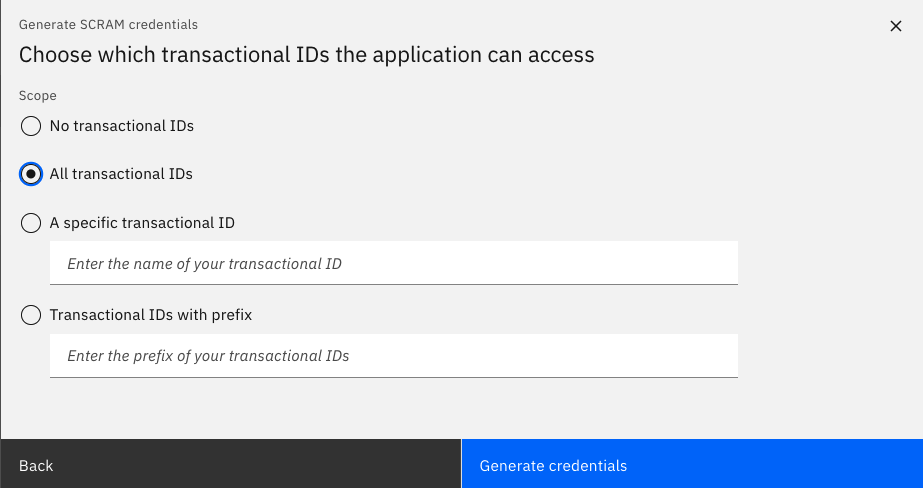 Generate SCRAM credentials
Choose which transactional IDs the application can access
Scope
No transactional IDs
All transactional IDs
A specific transactional ID
Enter the name of your transactional ID
Transactional IDs with prefix
Enter the prefix of your transactional IDs
Back
Generate credentials